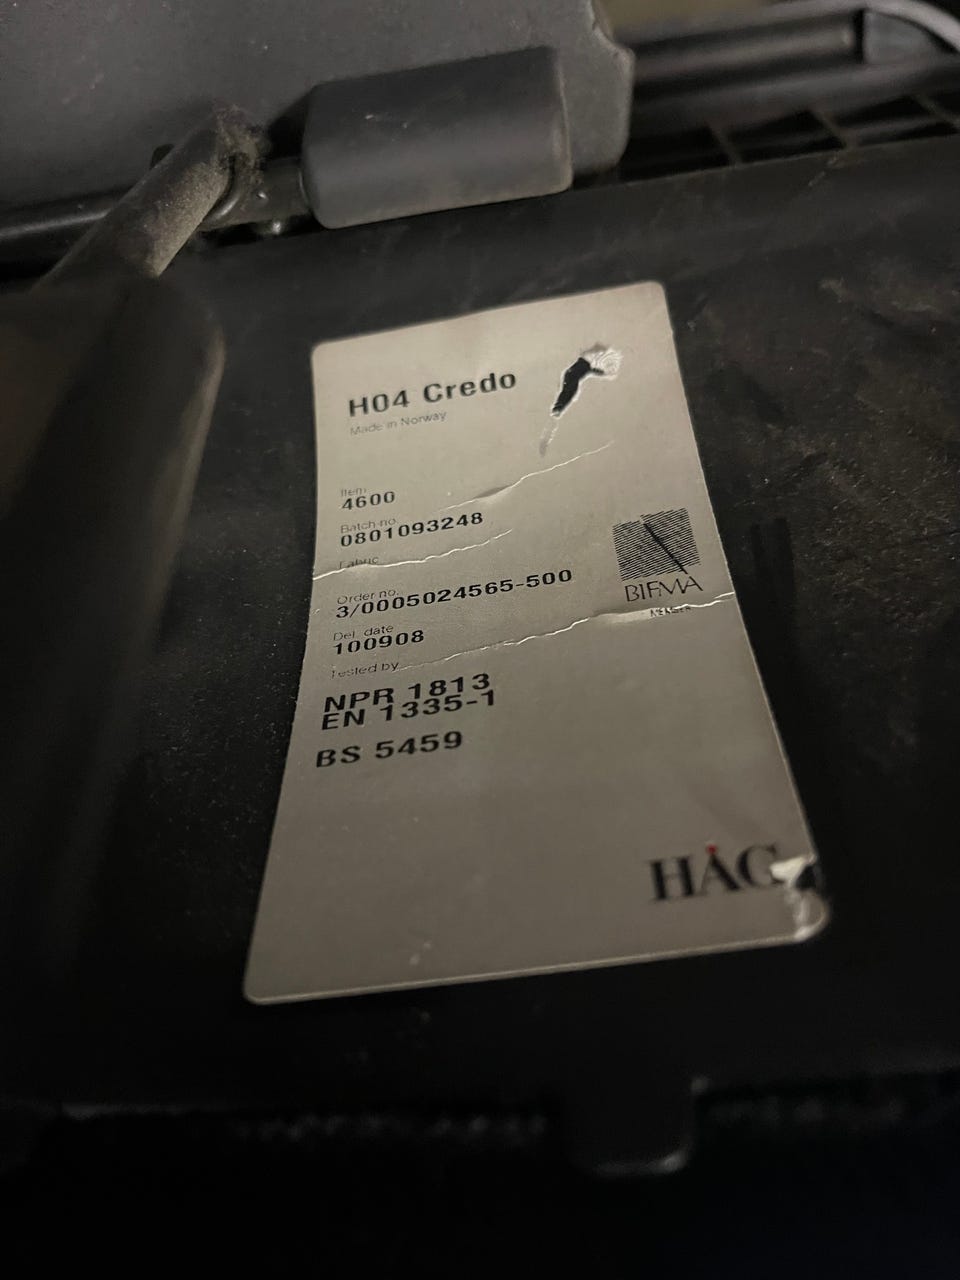 H04 Credo
Made in Norway
Item
4600
Batch no.
0801093248
Fabric
Order no.
3/0005024565-500
Del. date
100908
Tested by
NPR 1813
EN 1335-1
BS 5459
BIFMA
HÅG